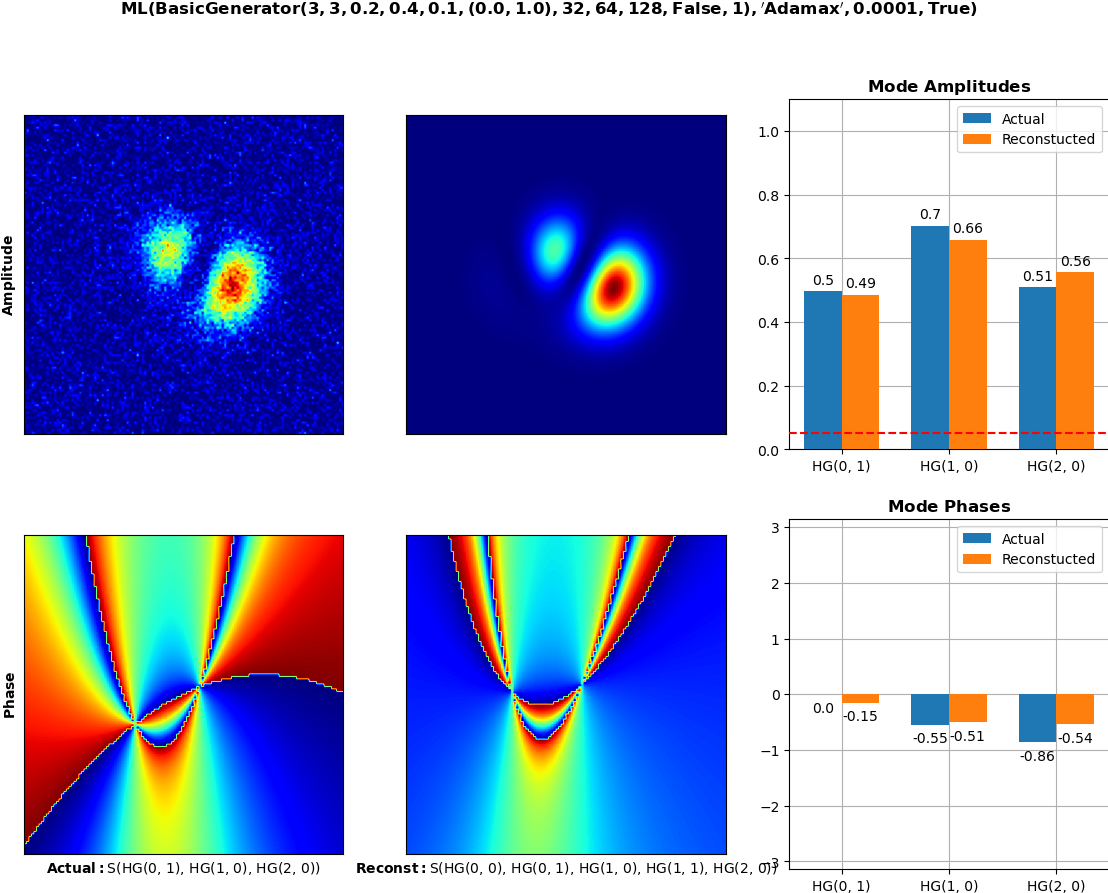 ML(BasicGenerator(3, 3, 0.2, 0.4, 0.1, (0.0, 1.0), 32, 64, 128, False, 1), ′Adamax′, 0.0001, True)
Amplitude
Mode Amplitudes
Actual
Reconstucted
1.0
0.8
0.6
0.4
0.2
0.0
0.5
0.49
0.7
0.66
0.51
0.56
HG(0, 1)
HG(1, 0)
HG(2, 0)
Phase
Actual: S(HG(0, 1), HG(1, 0), HG(2, 0))
Reconst: S(HG(0, 0), HG(0, 1), HG(1, 0), HG(1, 1), HG(2, 0))
Mode Phases
Actual
Reconstucted
3
2
1
0
−1
−2
−3
0.0
-0.15
-0.55
-0.51
-0.86
-0.54
HG(0, 1)
HG(1, 0)
HG(2, 0)